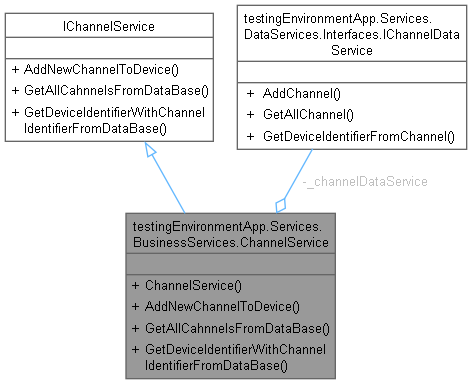 IChannelService
+ AddNewChannelToDevice()
+ GetAllCahnnelsFromDataBase()
+ GetDeviceIdentifierWithChannel
IdentifierFromDataBase()
testingEnvironmentApp.Services.
DataServices.Interfaces.IChannelData
Service
+ AddChannel()
+ GetAllChannel()
+ GetDeviceIdentifierFromChannel()
-_channelDataService
testingEnvironmentApp.Services.
BusinessServices.ChannelService
+ ChannelService()
+ AddNewChannelToDevice()
+ GetAllCahnnelsFromDataBase()
+ GetDeviceIdentifierWithChannel
IdentifierFromDataBase()